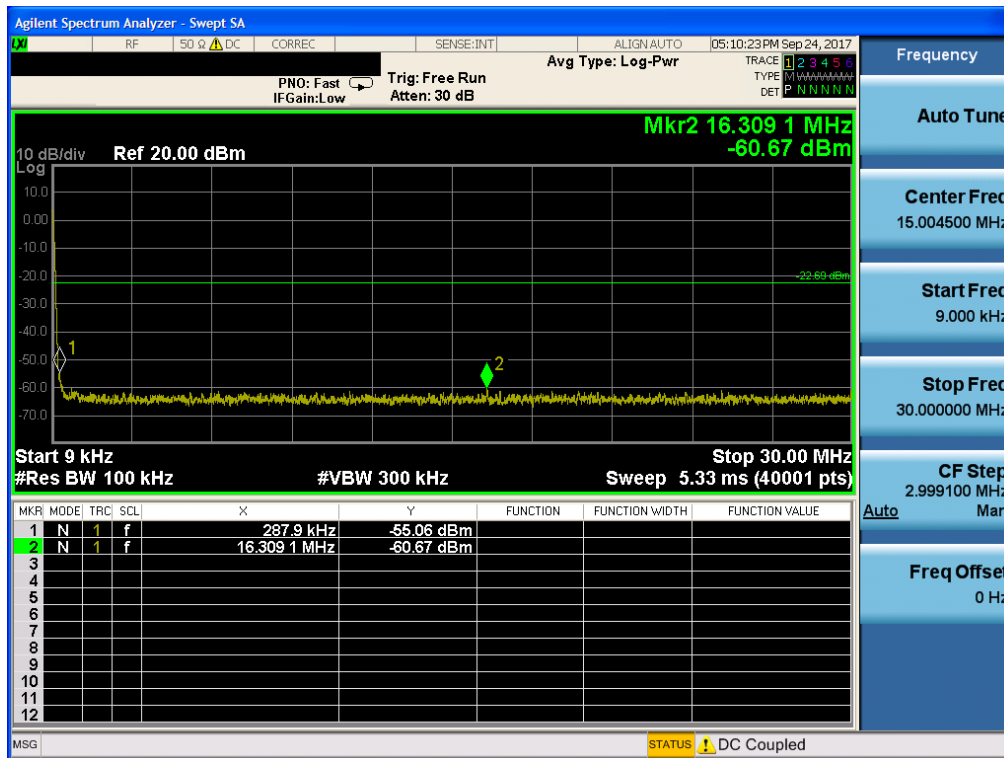 Agilent Spectrum Analyzer - Swept SA
LXI RF 50 Ω DC CORREC SENSE:INT ALIGN AUTO 05:10:23 PM Sep 24, 2017
Avg Type: Log-Pwr
TRACE 1 2 3 4 5 6
PNO: Fast Trig: Free Run
TYPE M WWWWW
IFGain:Low Atten: 30 dB
DET P N N N N N
Mkr2 16.309 1 MHz
-60.67 dBm
10 dB/div Ref 20.00 dBm
Log
10.0
0.00
-10.0
-20.0
-22.69 dBm
-30.0
-40.0
-50.0
1
2
-60.0
-70.0
Start 9 kHz Stop 30.00 MHz
#Res BW 100 kHz #VBW 300 kHz Sweep 5.33 ms (40001 pts)
MKR MODE TRC SCL X Y FUNCTION FUNCTION WIDTH FUNCTION VALUE
1 N 1 f 287.9 kHz -55.06 dBm
2 N 1 f 16.309 1 MHz -60.67 dBm
3
4
5
6
7
8
9
10
11
12
MSG STATUS DC Coupled
Frequency
Auto Tune
Center Freq
15.004500 MHz
Start Freq
9.000 kHz
Stop Freq
30.000000 MHz
CF Step
2.999100 MHz
Auto Man
Freq Offset
0 Hz